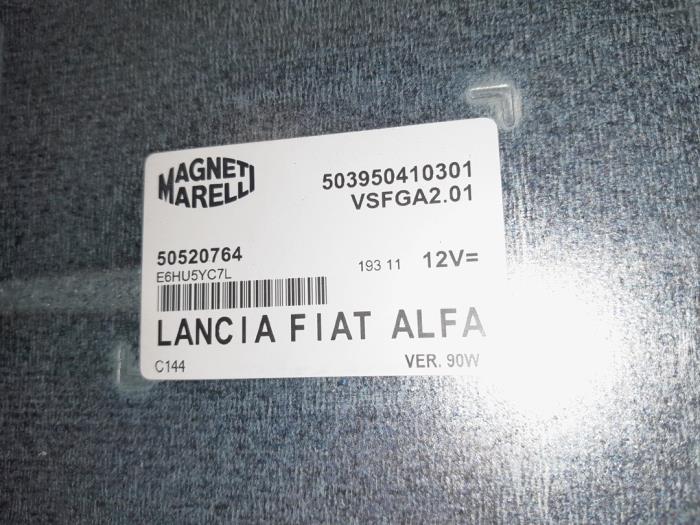 MAGNETI
MARELLI
503950410301
VSFGA2.01
50520764
E6HU5YC7L
193 11 12V=
LANCIA FIAT ALFA
C144 VER. 90W